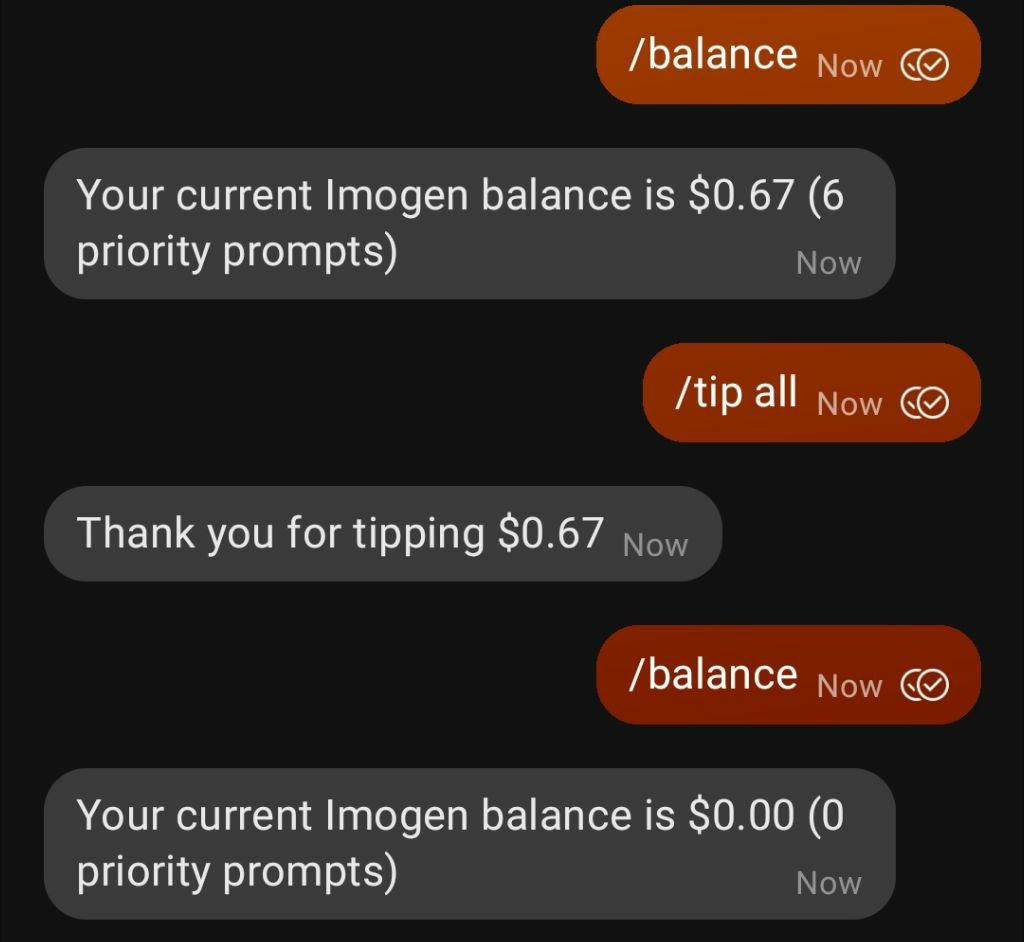 /balance Now
Your current Imogen balance is $0.67 (6
priority prompts)
Now
/tip all Now
Thank you for tipping $0.67 Now
/balance Now
Your current Imogen balance is $0.00 (0
priority prompts)
Now